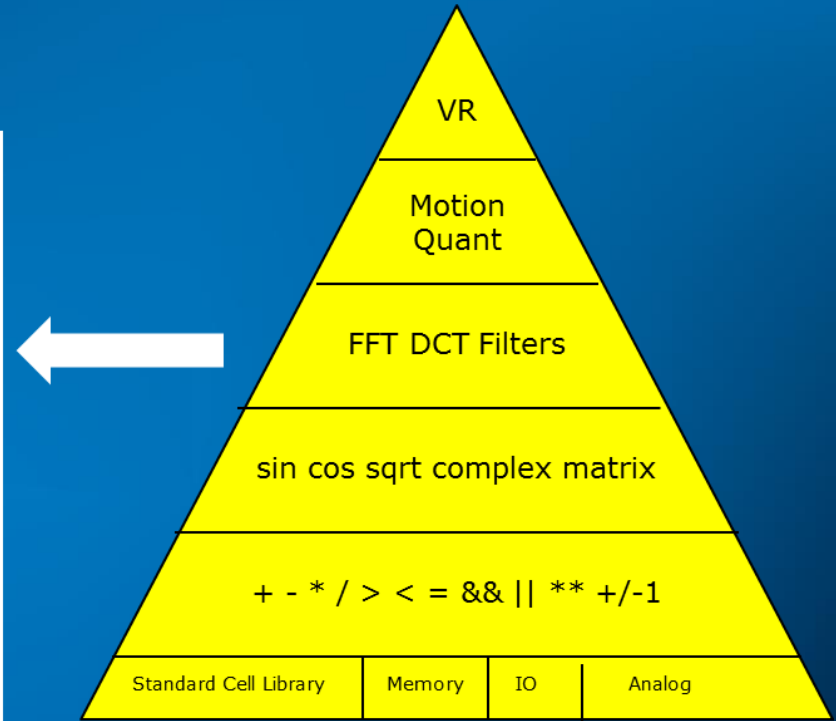 VR
Motion
Quant
FFT DCT Filters
sin cos sqrt complex matrix
+ - * / > < = && || ** +/-1
Standard Cell Library Memory IO Analog